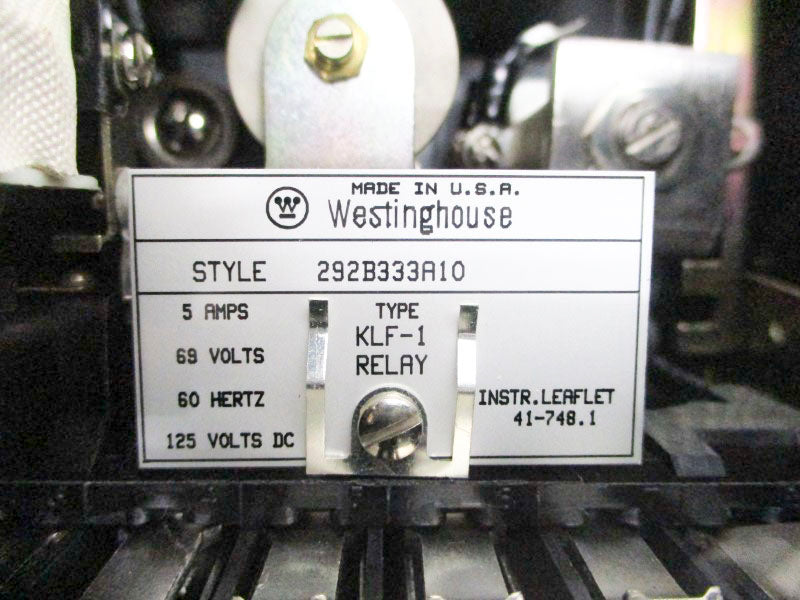 MADE IN U.S.A.
W Westinghouse
STYLE 292B333A10
5 AMPS
69 VOLTS
60 HERTZ
125 VOLTS DC
TYPE
KLF-1
RELAY
INSTR.LEAFLET
41-748.1